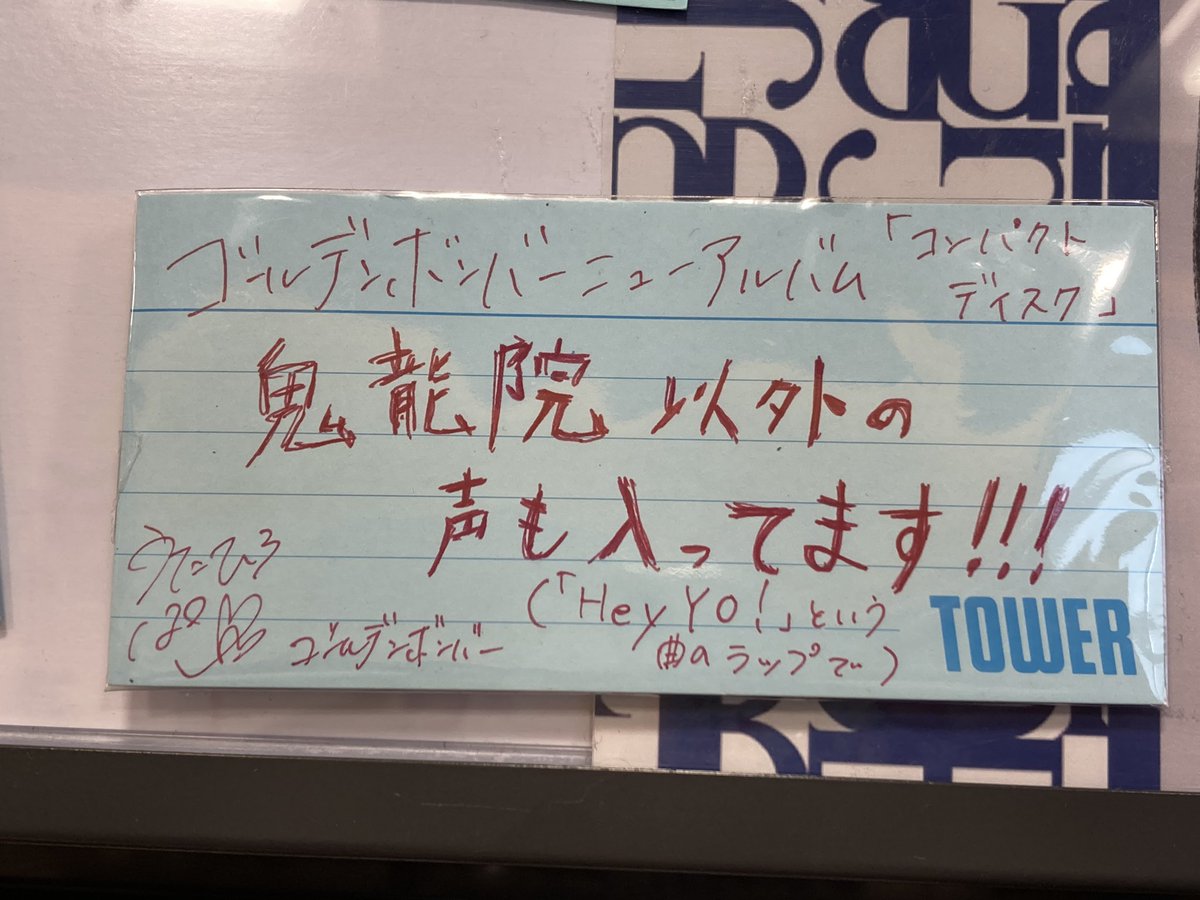 ゴールデンボンバーニューアルバム「コンパクト
ディスク」
鬼龍院以外の
声も入ってます!!!
(「Hey YO!」という
曲のラップで)
ゴールデンボンバー
TOWER